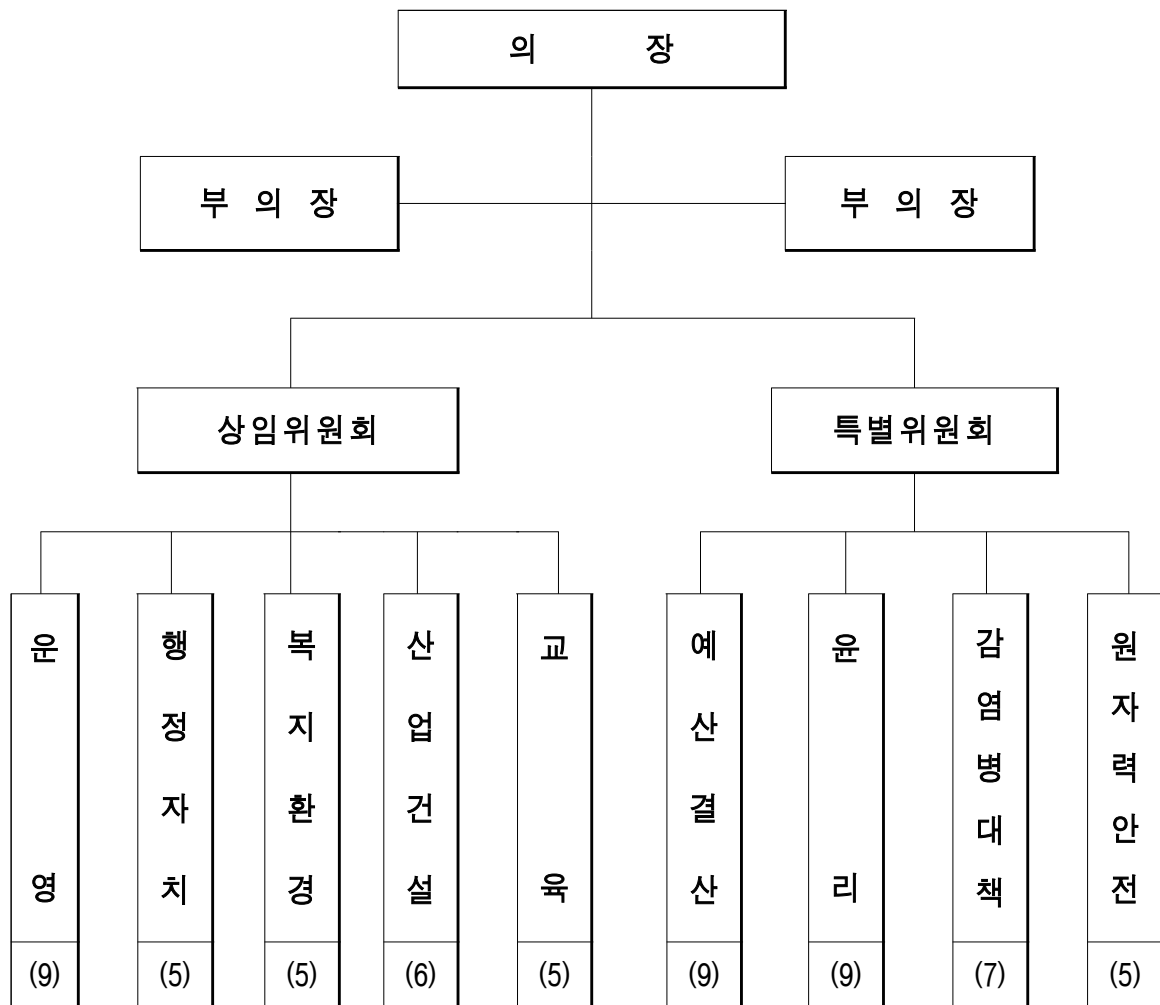 의 장
부 의 장
부 의 장
상임위원회
특별위원회
운영
행정자치
복지환경
산업건설
교육
예산결산
윤리
감염병대책
원자력안전
(9)
(5)
(5)
(6)
(5)
(9)
(9)
(7)
(5)